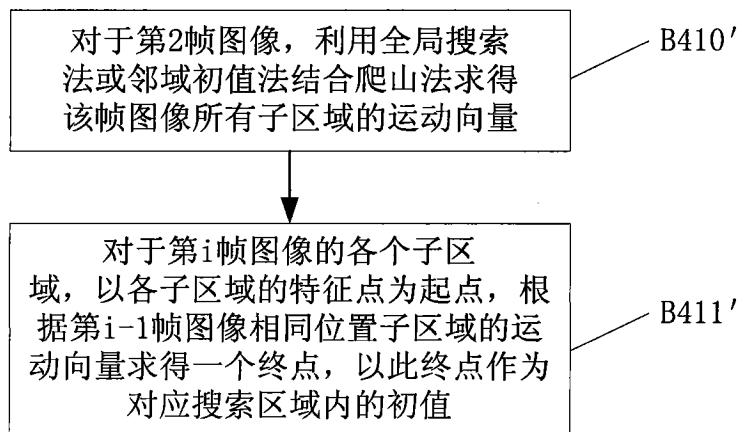 对于第2帧图像，利用全局搜索
法或邻域初值法结合爬山法求得
该帧图像所有子区域的运动向量
B410′
对于第i帧图像的各个子区
域，以各子区域的特征点为起点，根
据第i-1帧图像相同位置子区域的运
动向量求得一个终点，以此终点作为
对应搜索区域内的初值
B411′